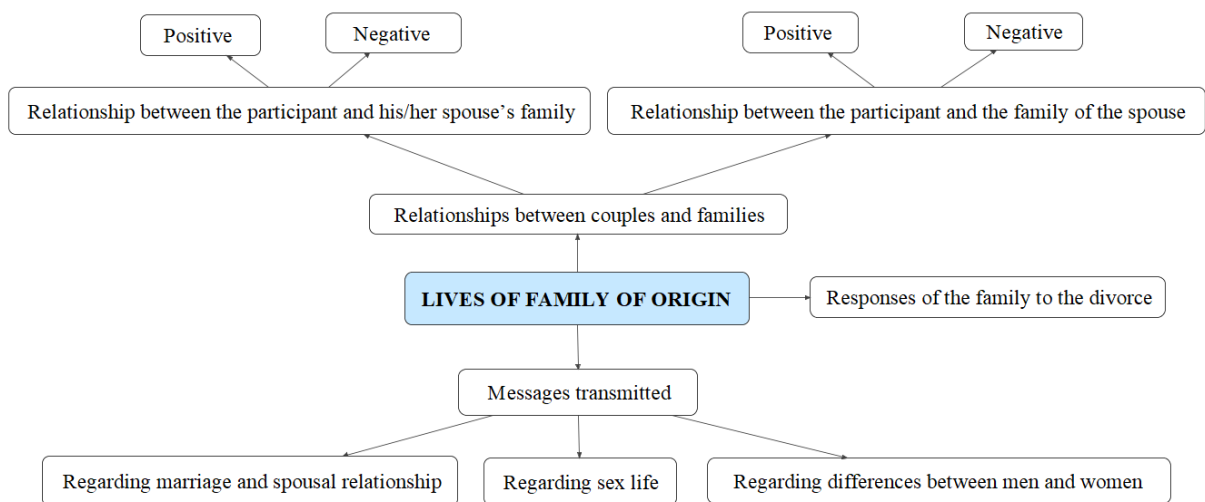 Positive
Negative
Positive
Negative
Relationship between the participant and his/her spouse’s family
Relationship between the participant and the family of the spouse
Relationships between couples and families
LIVES OF FAMILY OF ORIGIN
Responses of the family to the divorce
Messages transmitted
Regarding marriage and spousal relationship
Regarding sex life
Regarding differences between men and women